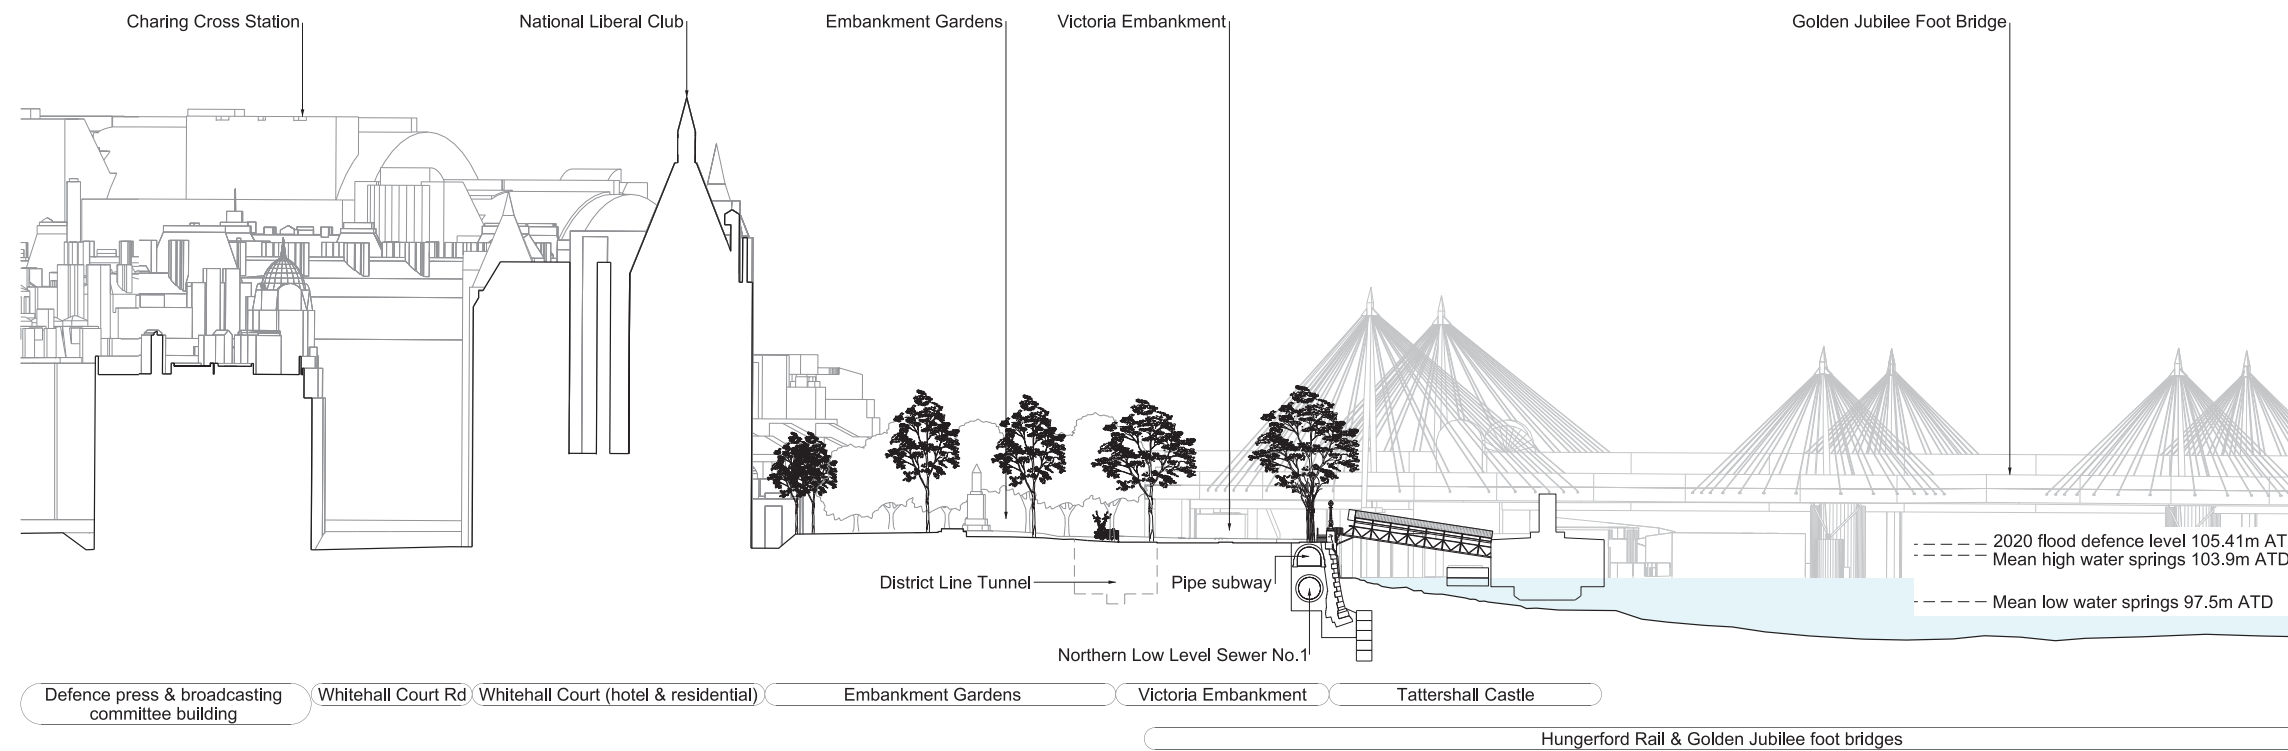 Charing Cross Station
National Liberal Club
Embankment Gardens
Victoria Embankment
Golden Jubilee Foot Bridge
2020 flood defence level 105.41m AT
Mean high water springs 103.9m ATD
District Line Tunnel
Pipe subway
Mean low water springs 97.5m ATD
Northern Low Level Sewer No.1
Defence press & broadcasting
committee building
Whitehall Court Rd
Whitehall Court (hotel & residential)
Embankment Gardens
Victoria Embankment
Tattershall Castle
Hungerford Rail & Golden Jubilee foot bridges